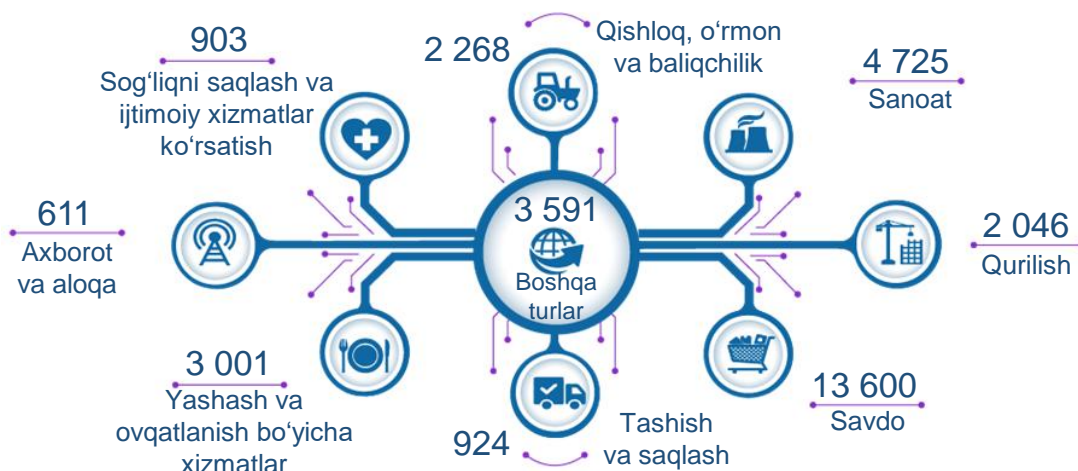 903
Sog‘liqni saqlash va
ijtimoiy xizmatlar
ko‘rsatish
2 268
Qishloq, o‘rmon
va baliqchilik
4 725
Sanoat
611
Axborot
va aloqa
3 591
Boshqa
turlar
2 046
Qurilish
3 001
Yashash va
ovqatlanish bo‘yicha
xizmatlar
924
Tashish
va saqlash
13 600
Savdo